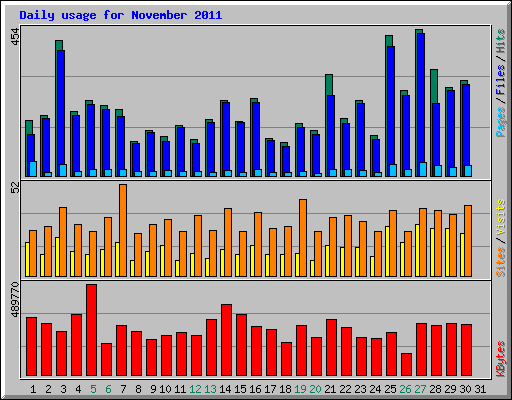 Daily usage for November 2011
454
Pages / Files / Hits
52
Sites / Visits
489770
KBytes
1 2 3 4 5 6 7 8 9 10 11 12 13 14 15 16 17 18 19 20 21 22 23 24 25 26 27 28 29 30 31